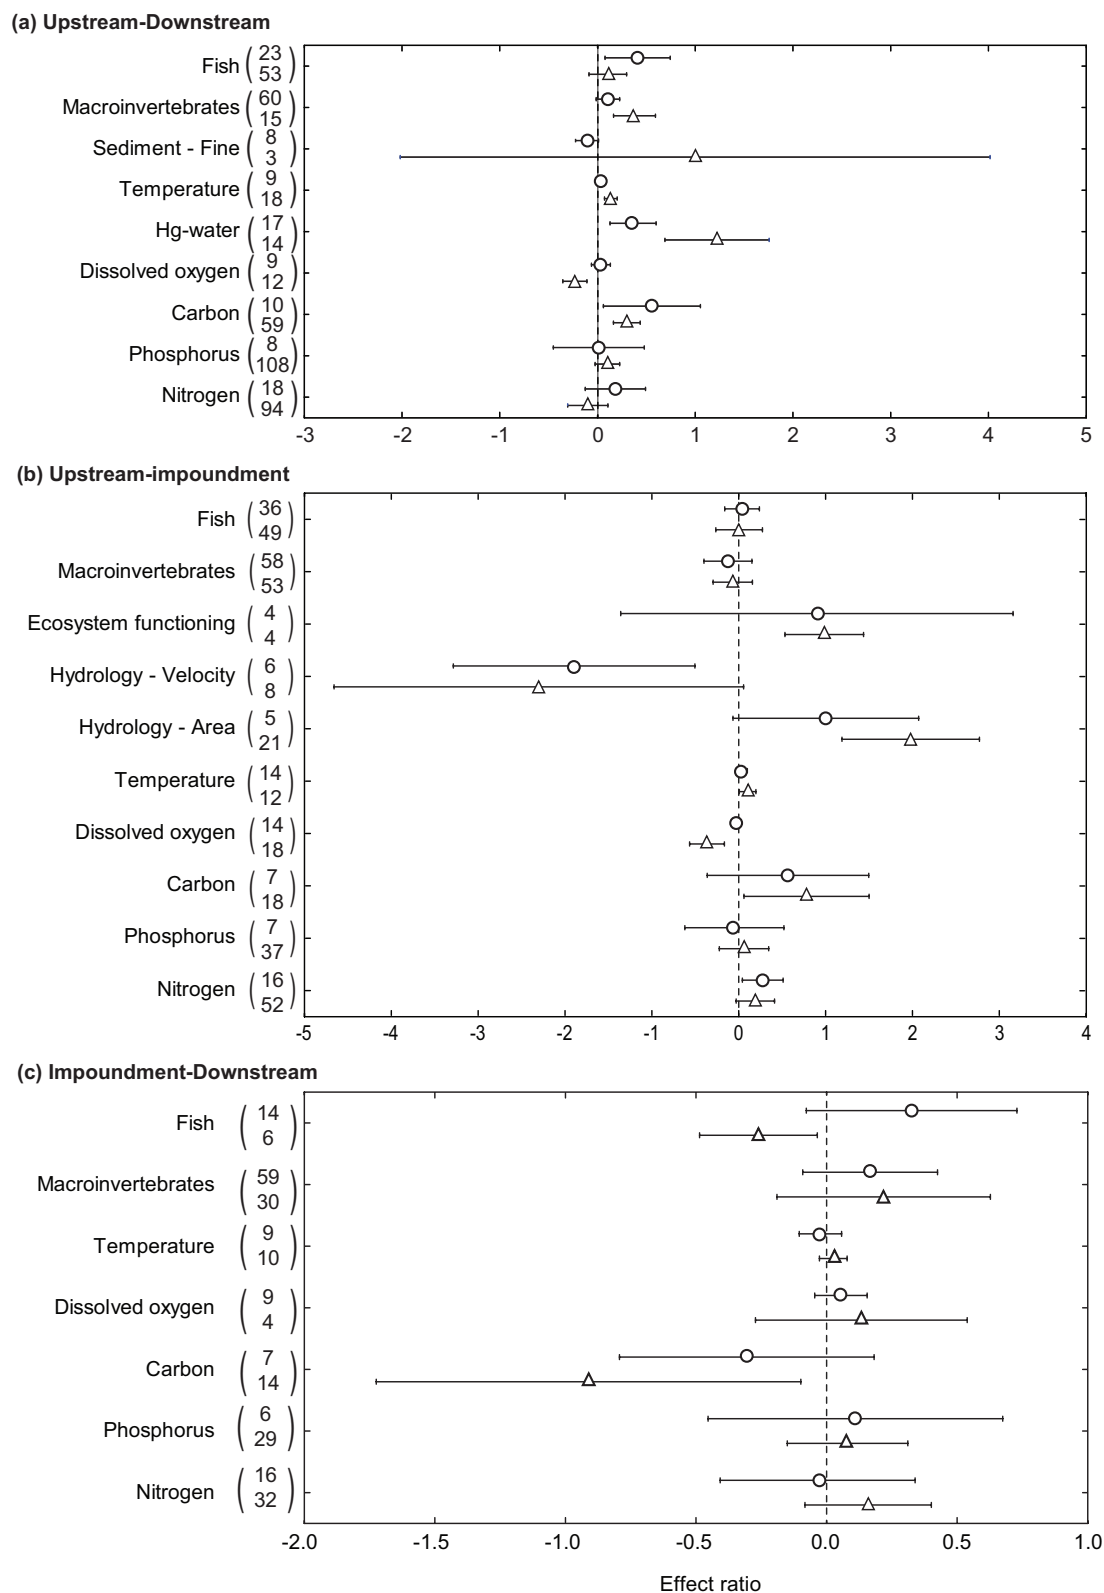 (a) Upstream-Downstream
Fish (23
53)
Macroinvertebrates (60
15)
Sediment - Fine (8
3)
Temperature (9
18)
Hg-water (17
14)
Dissolved oxygen (9
12)
Carbon (10
59)
Phosphorus (8
108)
Nitrogen (18
94)
-3 -2 -1 0 1 2 3 4 5
(b) Upstream-impoundment
Fish (36
49)
Macroinvertebrates (58
53)
Ecosystem functioning (4
4)
Hydrology - Velocity (6
8)
Hydrology - Area (5
21)
Temperature (14
12)
Dissolved oxygen (14
18)
Carbon (7
18)
Phosphorus (7
37)
Nitrogen (16
52)
-5 -4 -3 -2 -1 0 1 2 3 4
(c) Impoundment-Downstream
Fish (14
6)
Macroinvertebrates (59
30)
Temperature (9
10)
Dissolved oxygen (9
4)
Carbon (7
14)
Phosphorus (6
29)
Nitrogen (16
32)
-2.0 -1.5 -1.0 -0.5 0.0 0.5 1.0
Effect ratio